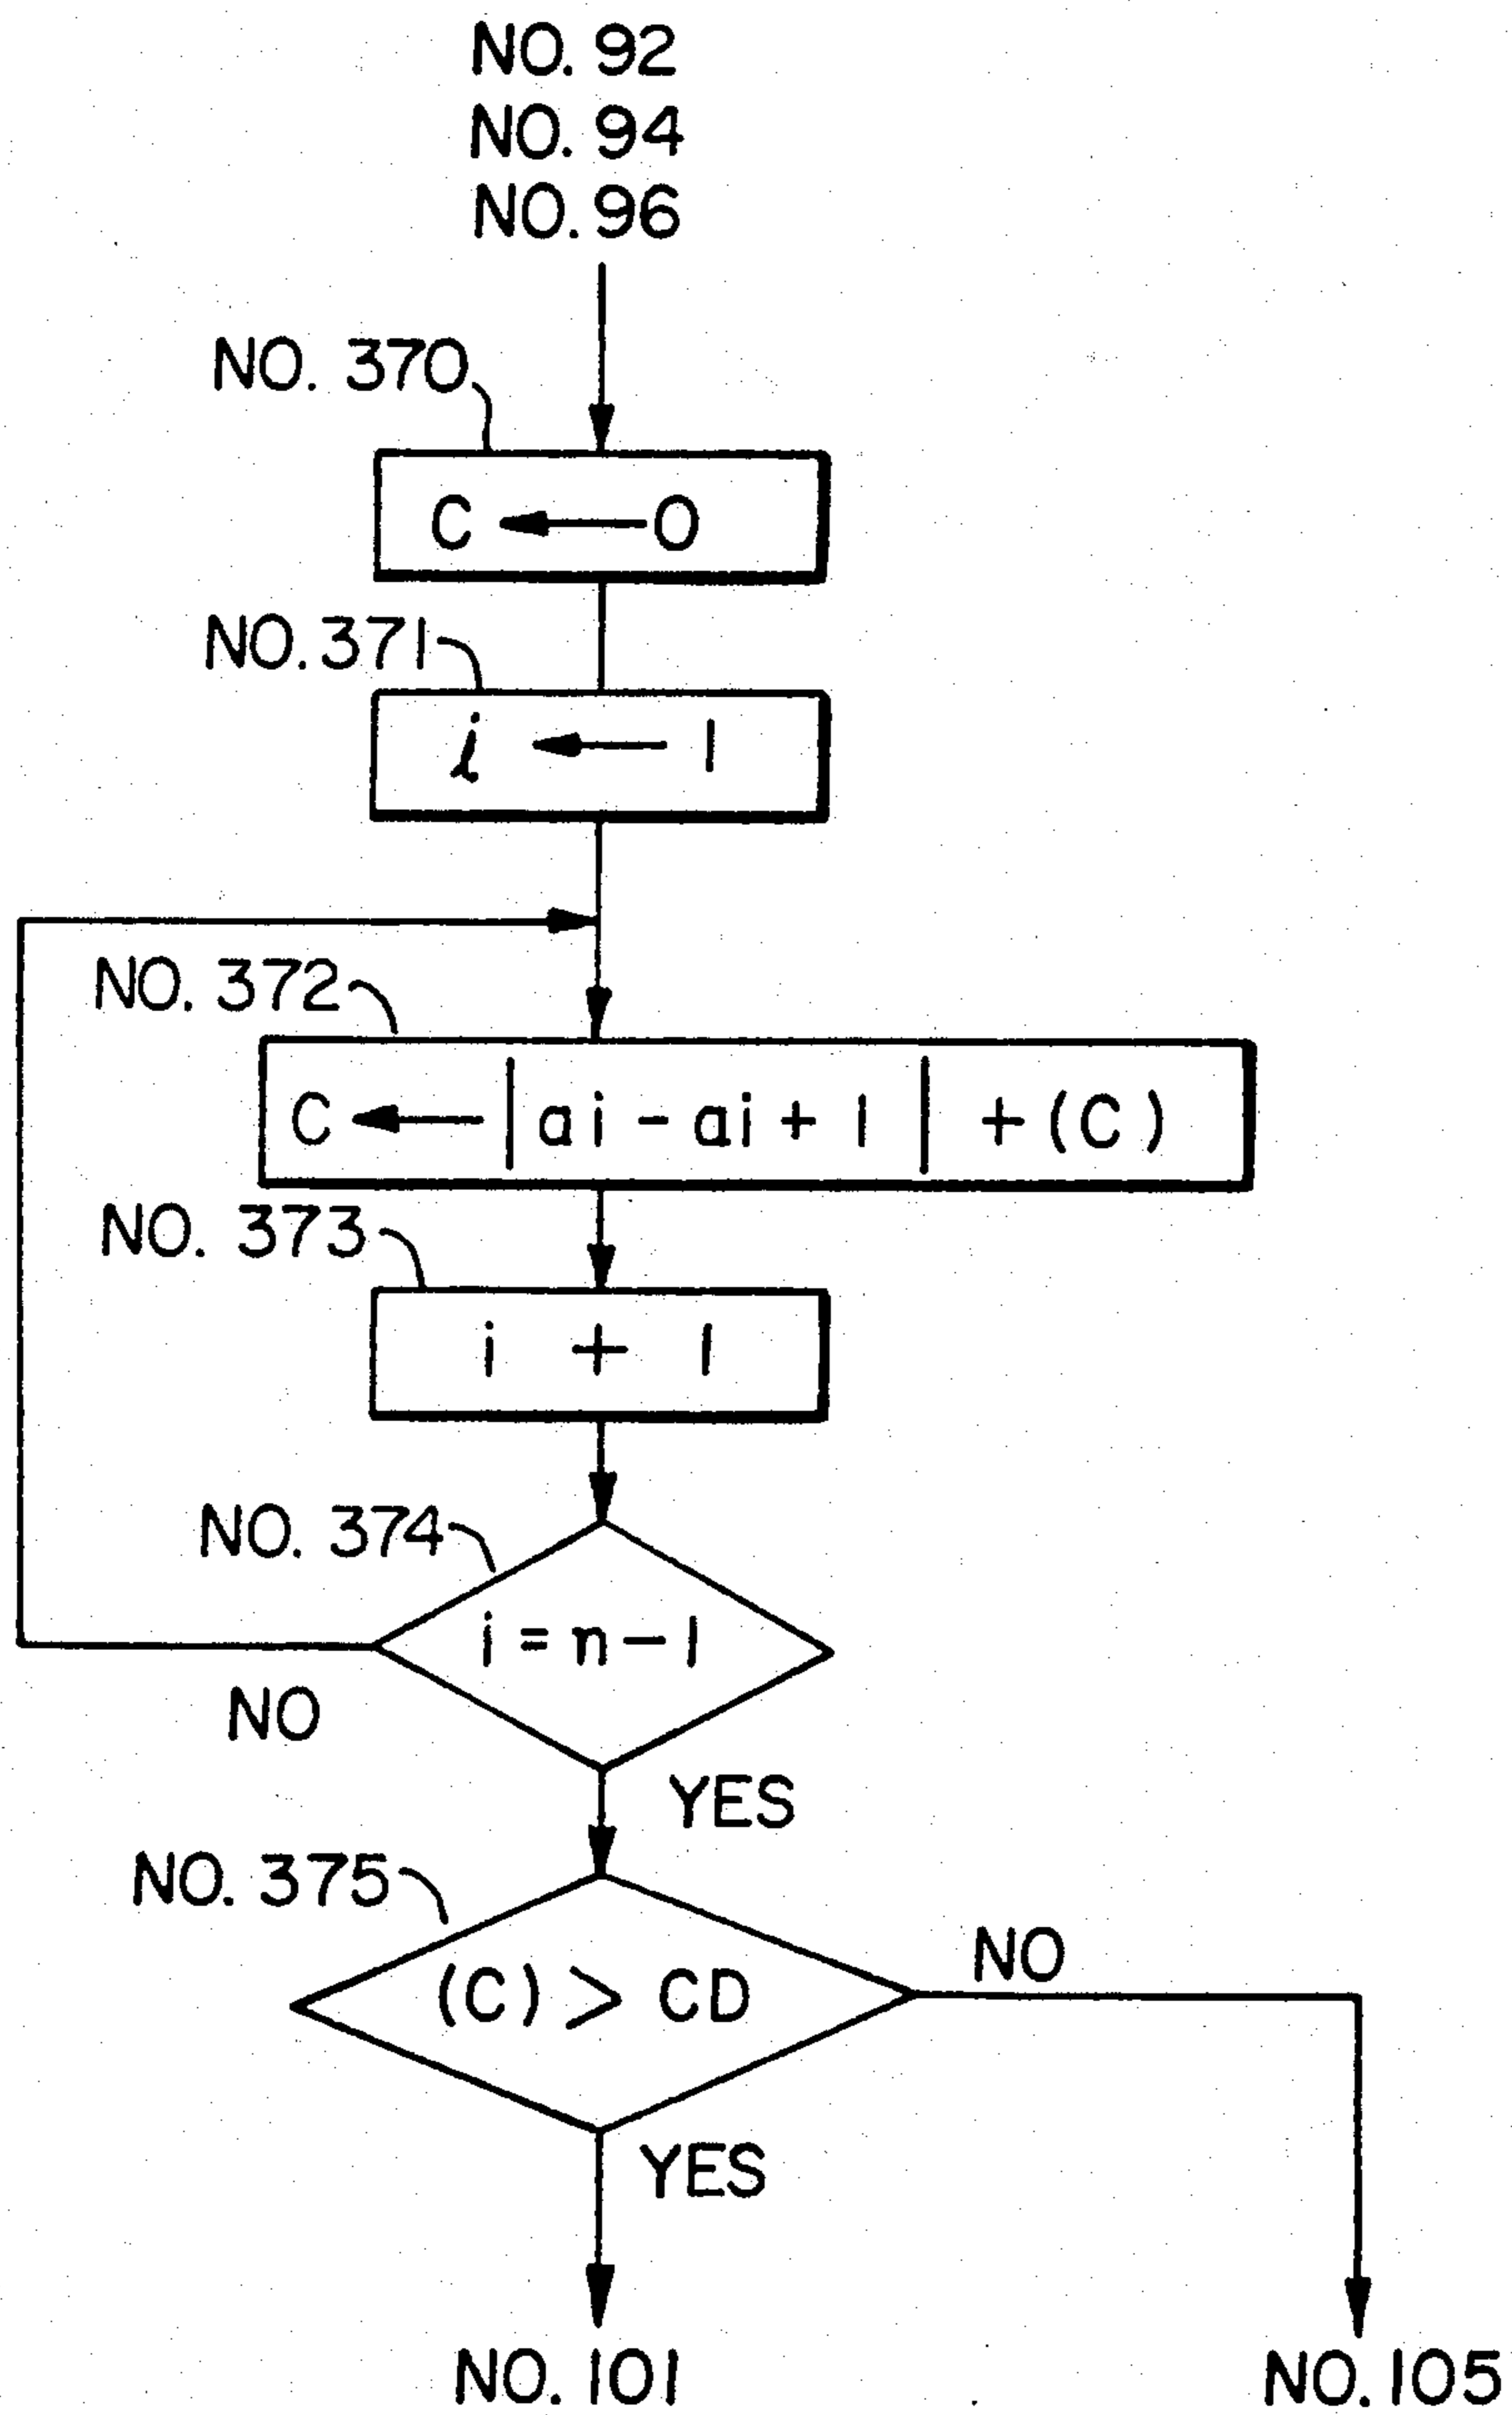 NO. 92
NO. 94
NO. 96
NO. 370
C ← O
NO. 371
i ← 1
NO. 372
C ← | ai - ai + 1 | + (C)
NO. 373
i + 1
NO. 374
i = n - 1
NO
YES
NO. 375
(C) > CD
NO
YES
NO. 101
NO. 105